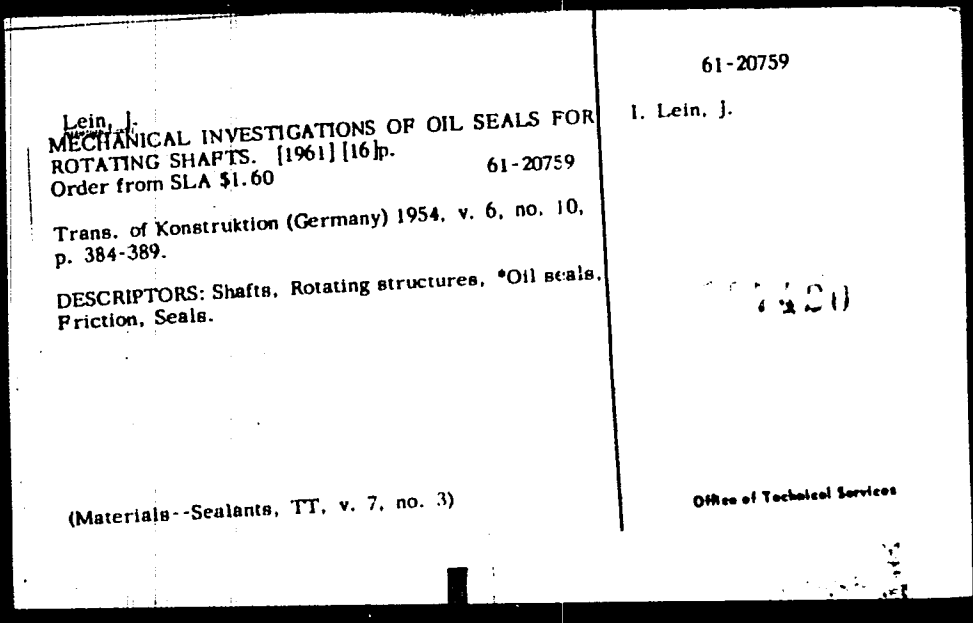 Lein, J.
MECHANICAL INVESTIGATIONS OF OIL SEALS FOR
ROTATING SHAFTS. [1961] [16]p.
Order from SLA $1.60 61-20759
Trans. of Konstruktion (Germany) 1954, v. 6, no. 10,
p. 384-389.
DESCRIPTORS: Shafts, Rotating structures, *Oil seals,
Friction, Seals.
(Materials--Sealants, TT, v. 7, no. 3)
61-20759
I. Lein, J.
Office of Technical Services